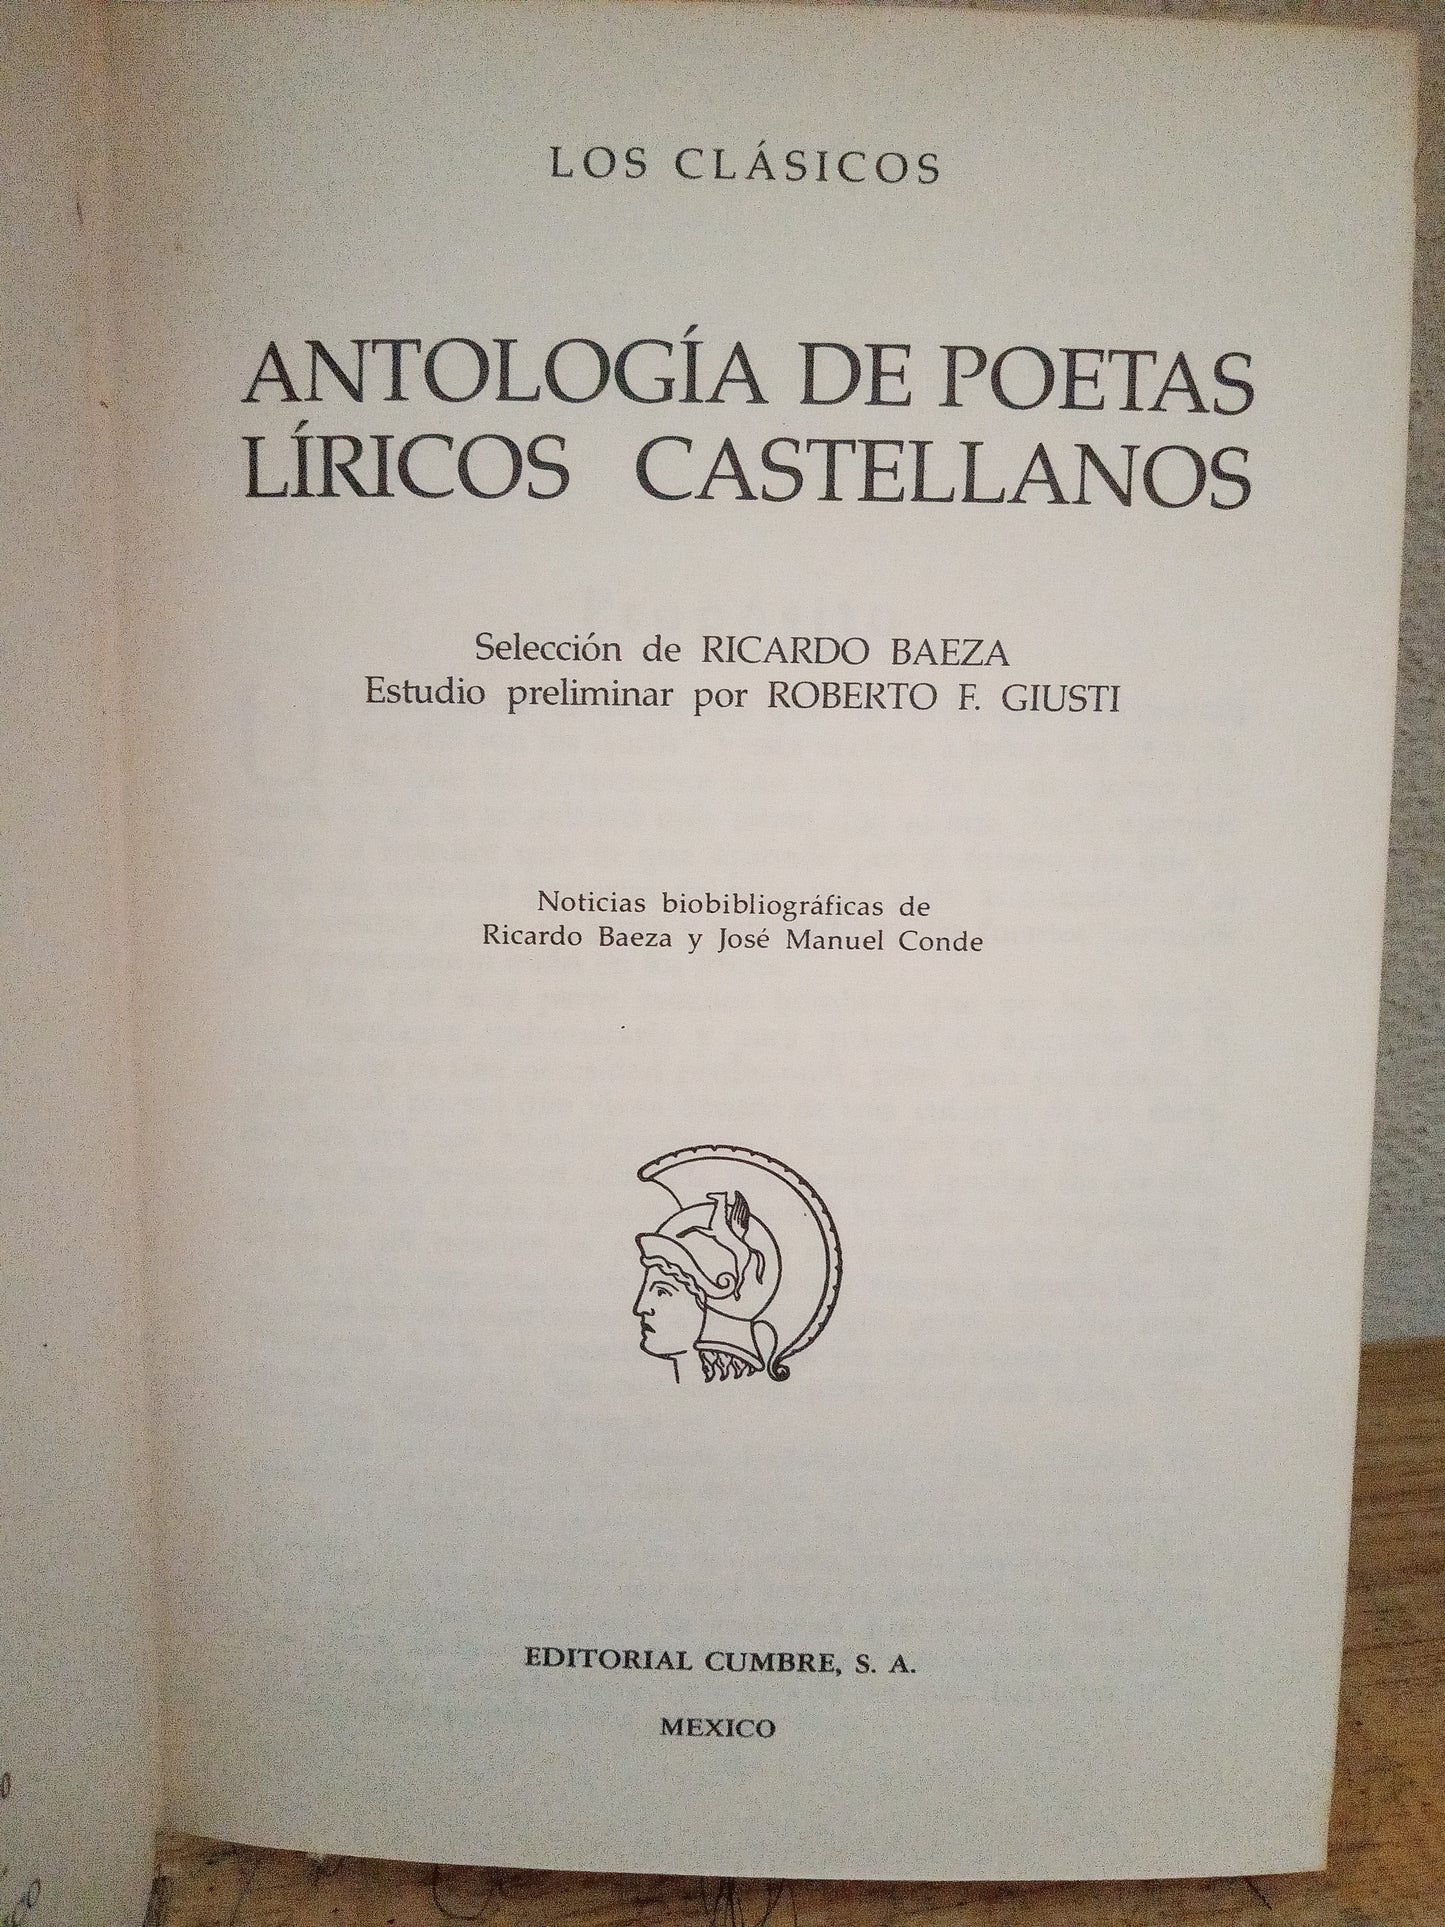 LOS CLÁSICOS
ANTOLOGÍA DE POETAS
LÍRICOS CASTELLANOS
Selección de RICARDO BAEZA
Estudio preliminar por ROBERTO F. GIUSTI
Noticias biobibliográficas de
Ricardo Baeza y José Manuel Conde
EDITORIAL CUMBRE, S. A.
MEXICO